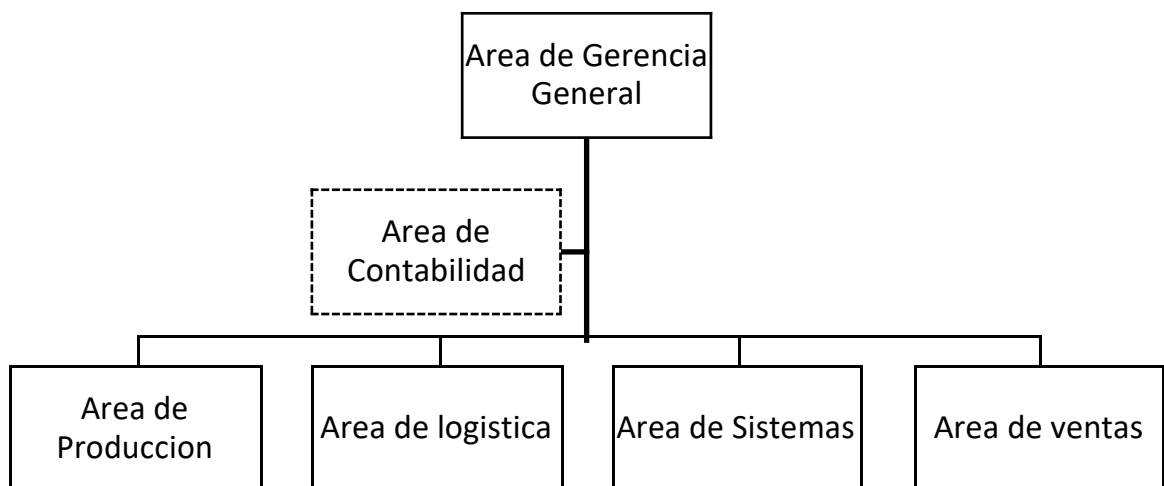 Area de Gerencia
General
Area de
Contabilidad
Area de
Produccion
Area de logistica
Area de Sistemas
Area de ventas